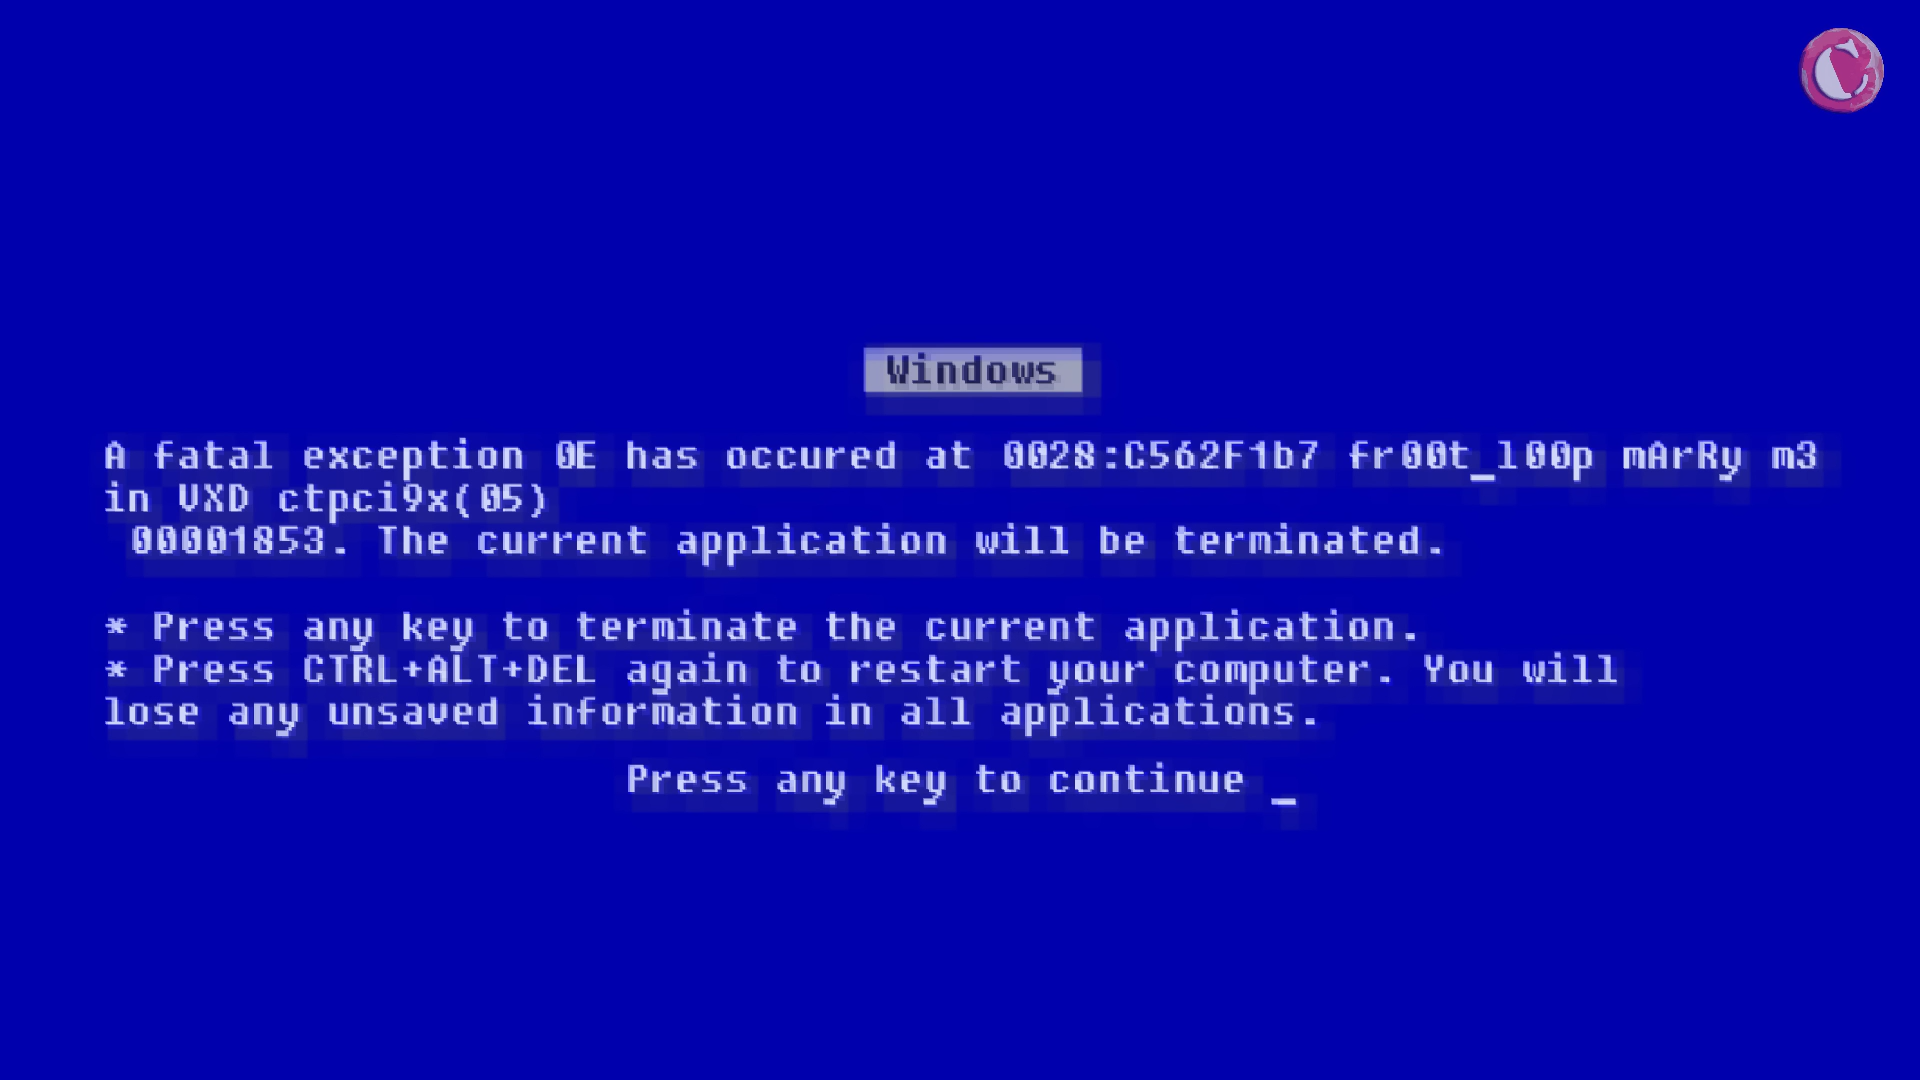 Windows
A fatal exception 0E has occured at 0028:C562F1b7 fr00t_l00p mArRy m3
in VXD ctpci9x(05)
00001853. The current application will be terminated.
* Press any key to terminate the current application.
* Press CTRL+ALT+DEL again to restart your computer. You will
lose any unsaved information in all applications.
Press any key to continue _